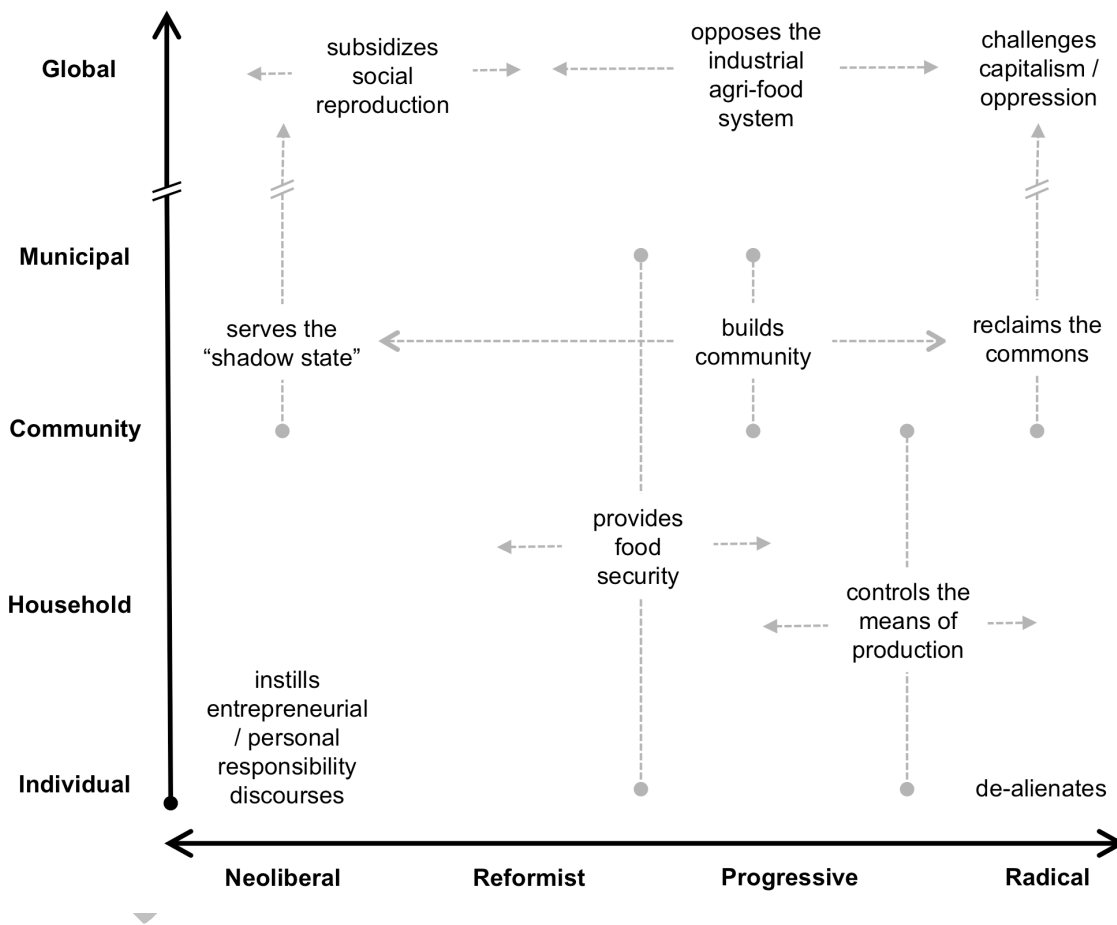 Global
subsidizes
social
reproduction
opposes the
industrial
agri-food
system
challenges
capitalism /
oppression
Municipal
serves the
“shadow state”
builds
community
reclaims the
commons
Community
provides
food
security
Household
controls the
means of
production
instills
entrepreneurial
/ personal
responsibility
discourses
Individual
de-alienates
Neoliberal
Reformist
Progressive
Radical